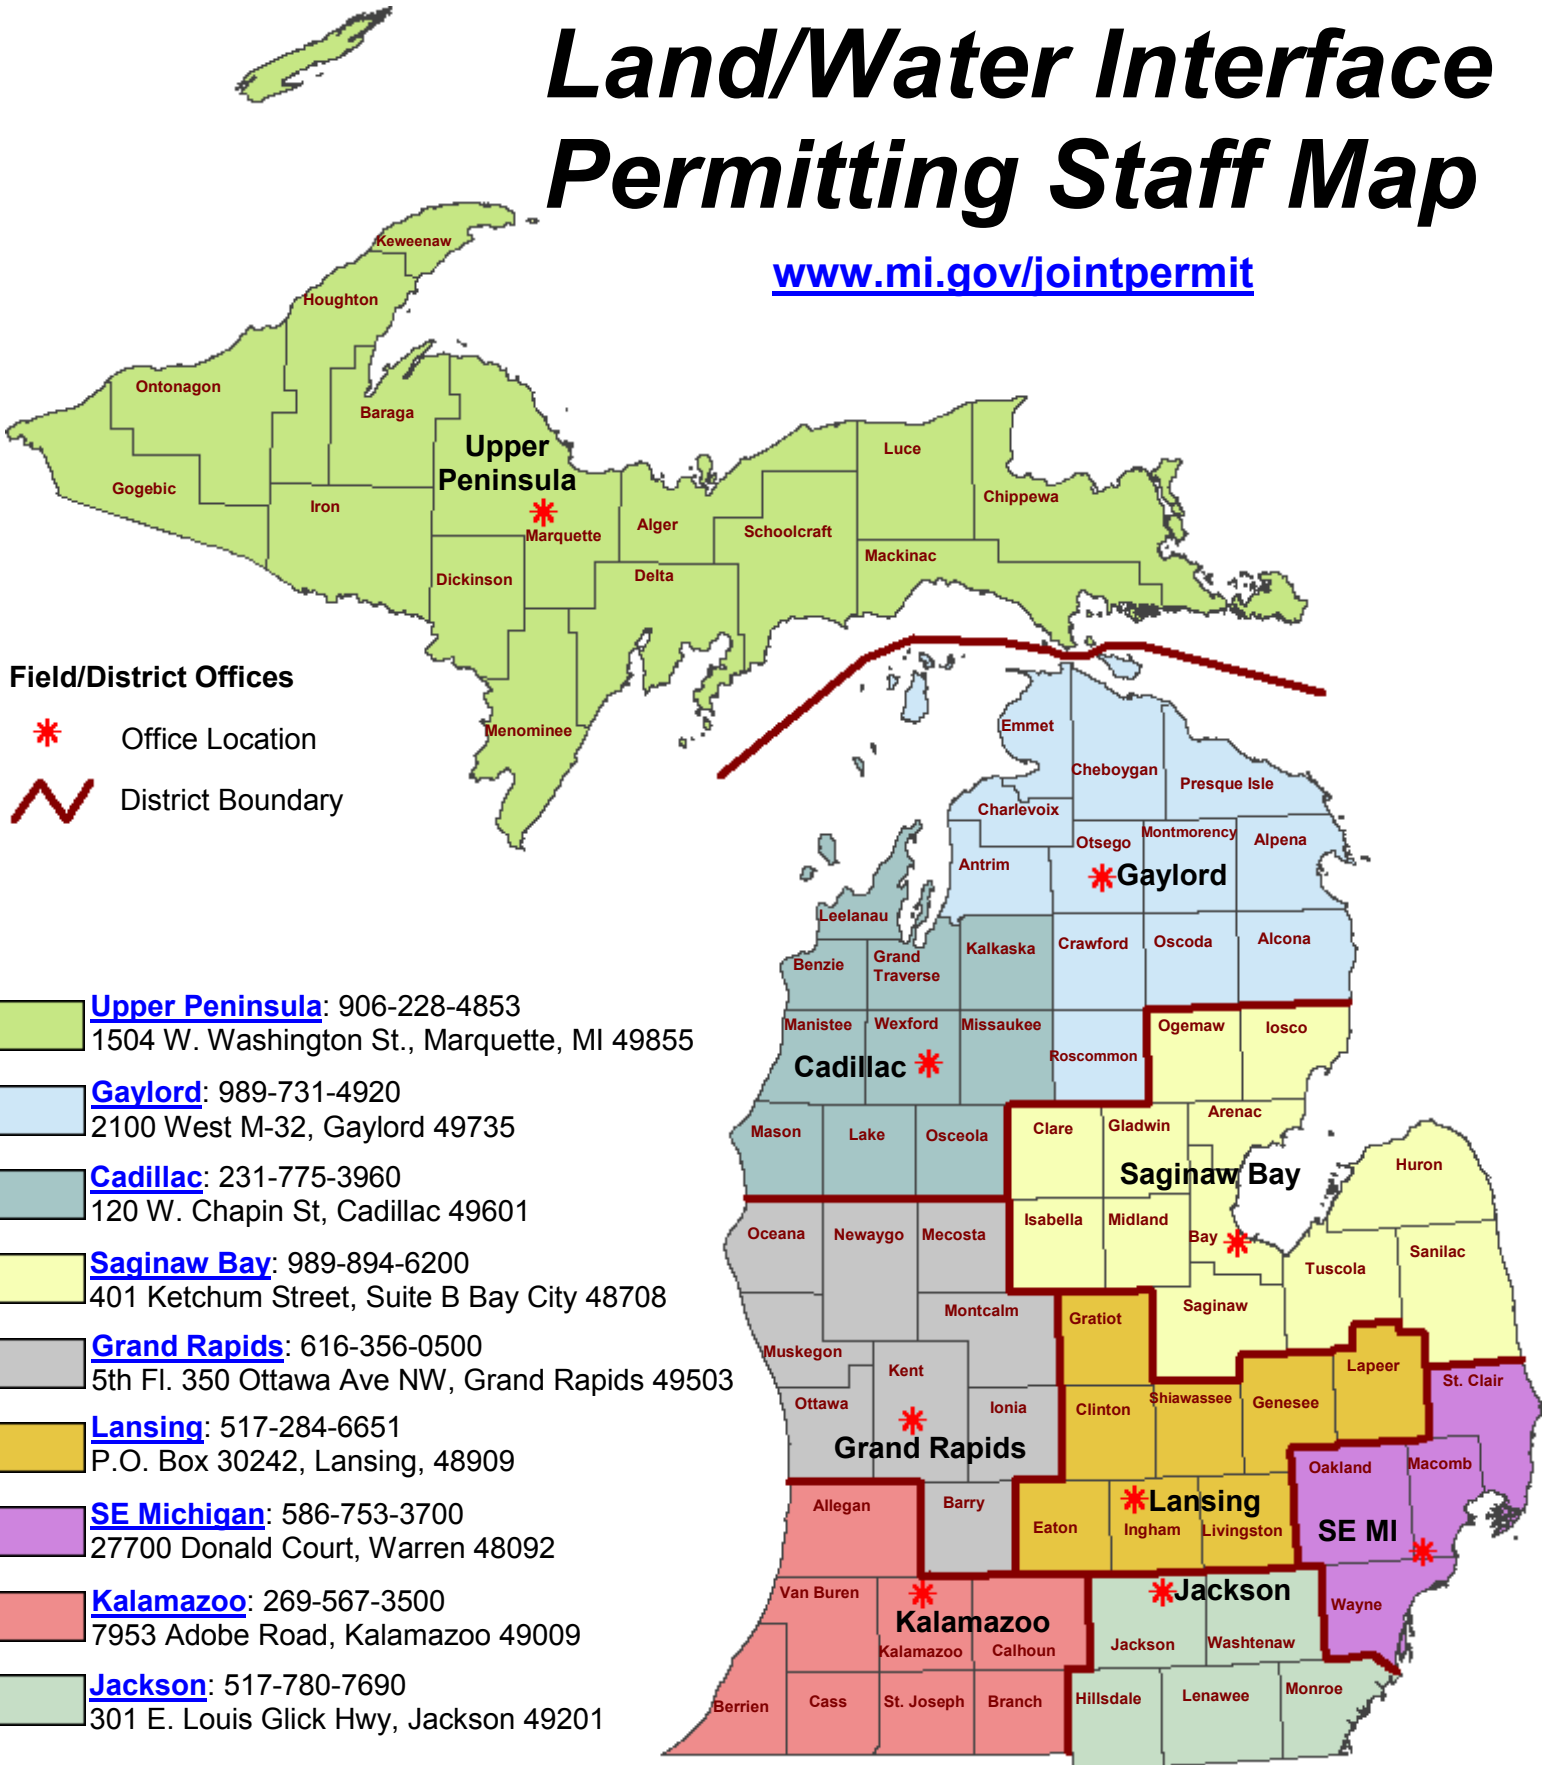 Land/Water Interface
Permitting Staff Map
www.mi.gov/jointpermit
Keweenaw
Houghton
Ontonagon
Baraga
Gogebic
Iron
Upper
Peninsula
Marquette
Dickinson
Menominee
Alger
Delta
Schoolcraft
Luce
Chippewa
Mackinac
Field/District Offices
Office Location
District Boundary
Emmet
Cheboygan
Presque Isle
Charlevoix
Otsego
Montmorency
Alpena
Antrim
Gaylord
Leelanau
Benzie
Grand
Traverse
Kalkaska
Crawford
Oscoda
Alcona
Manistee
Wexford
Missaukee
Roscommon
Ogemaw
Iosco
Cadillac
Mason
Lake
Osceola
Clare
Gladwin
Arenac
Saginaw Bay
Huron
Oceana
Newaygo
Mecosta
Isabella
Midland
Bay
Tuscola
Sanilac
Montcalm
Gratiot
Saginaw
Muskegon
Kent
Lapeer
St. Clair
Ottawa
Ionia
Clinton
Shiawassee
Genesee
Grand Rapids
Oakland
Macomb
Allegan
Barry
Eaton
Lansing
Ingham
Livingston
SE MI
Van Buren
Kalamazoo
Kalamazoo
Calhoun
Jackson
Jackson
Washtenaw
Wayne
Berrien
Cass
St. Joseph
Branch
Hillsdale
Lenawee
Monroe
Upper Peninsula: 906-228-4853
1504 W. Washington St., Marquette, MI 49855
Gaylord: 989-731-4920
2100 West M-32, Gaylord 49735
Cadillac: 231-775-3960
120 W. Chapin St, Cadillac 49601
Saginaw Bay: 989-894-6200
401 Ketchum Street, Suite B Bay City 48708
Grand Rapids: 616-356-0500
5th Fl. 350 Ottawa Ave NW, Grand Rapids 49503
Lansing: 517-284-6651
P.O. Box 30242, Lansing, 48909
SE Michigan: 586-753-3700
27700 Donald Court, Warren 48092
Kalamazoo: 269-567-3500
7953 Adobe Road, Kalamazoo 49009
Jackson: 517-780-7690
301 E. Louis Glick Hwy, Jackson 49201